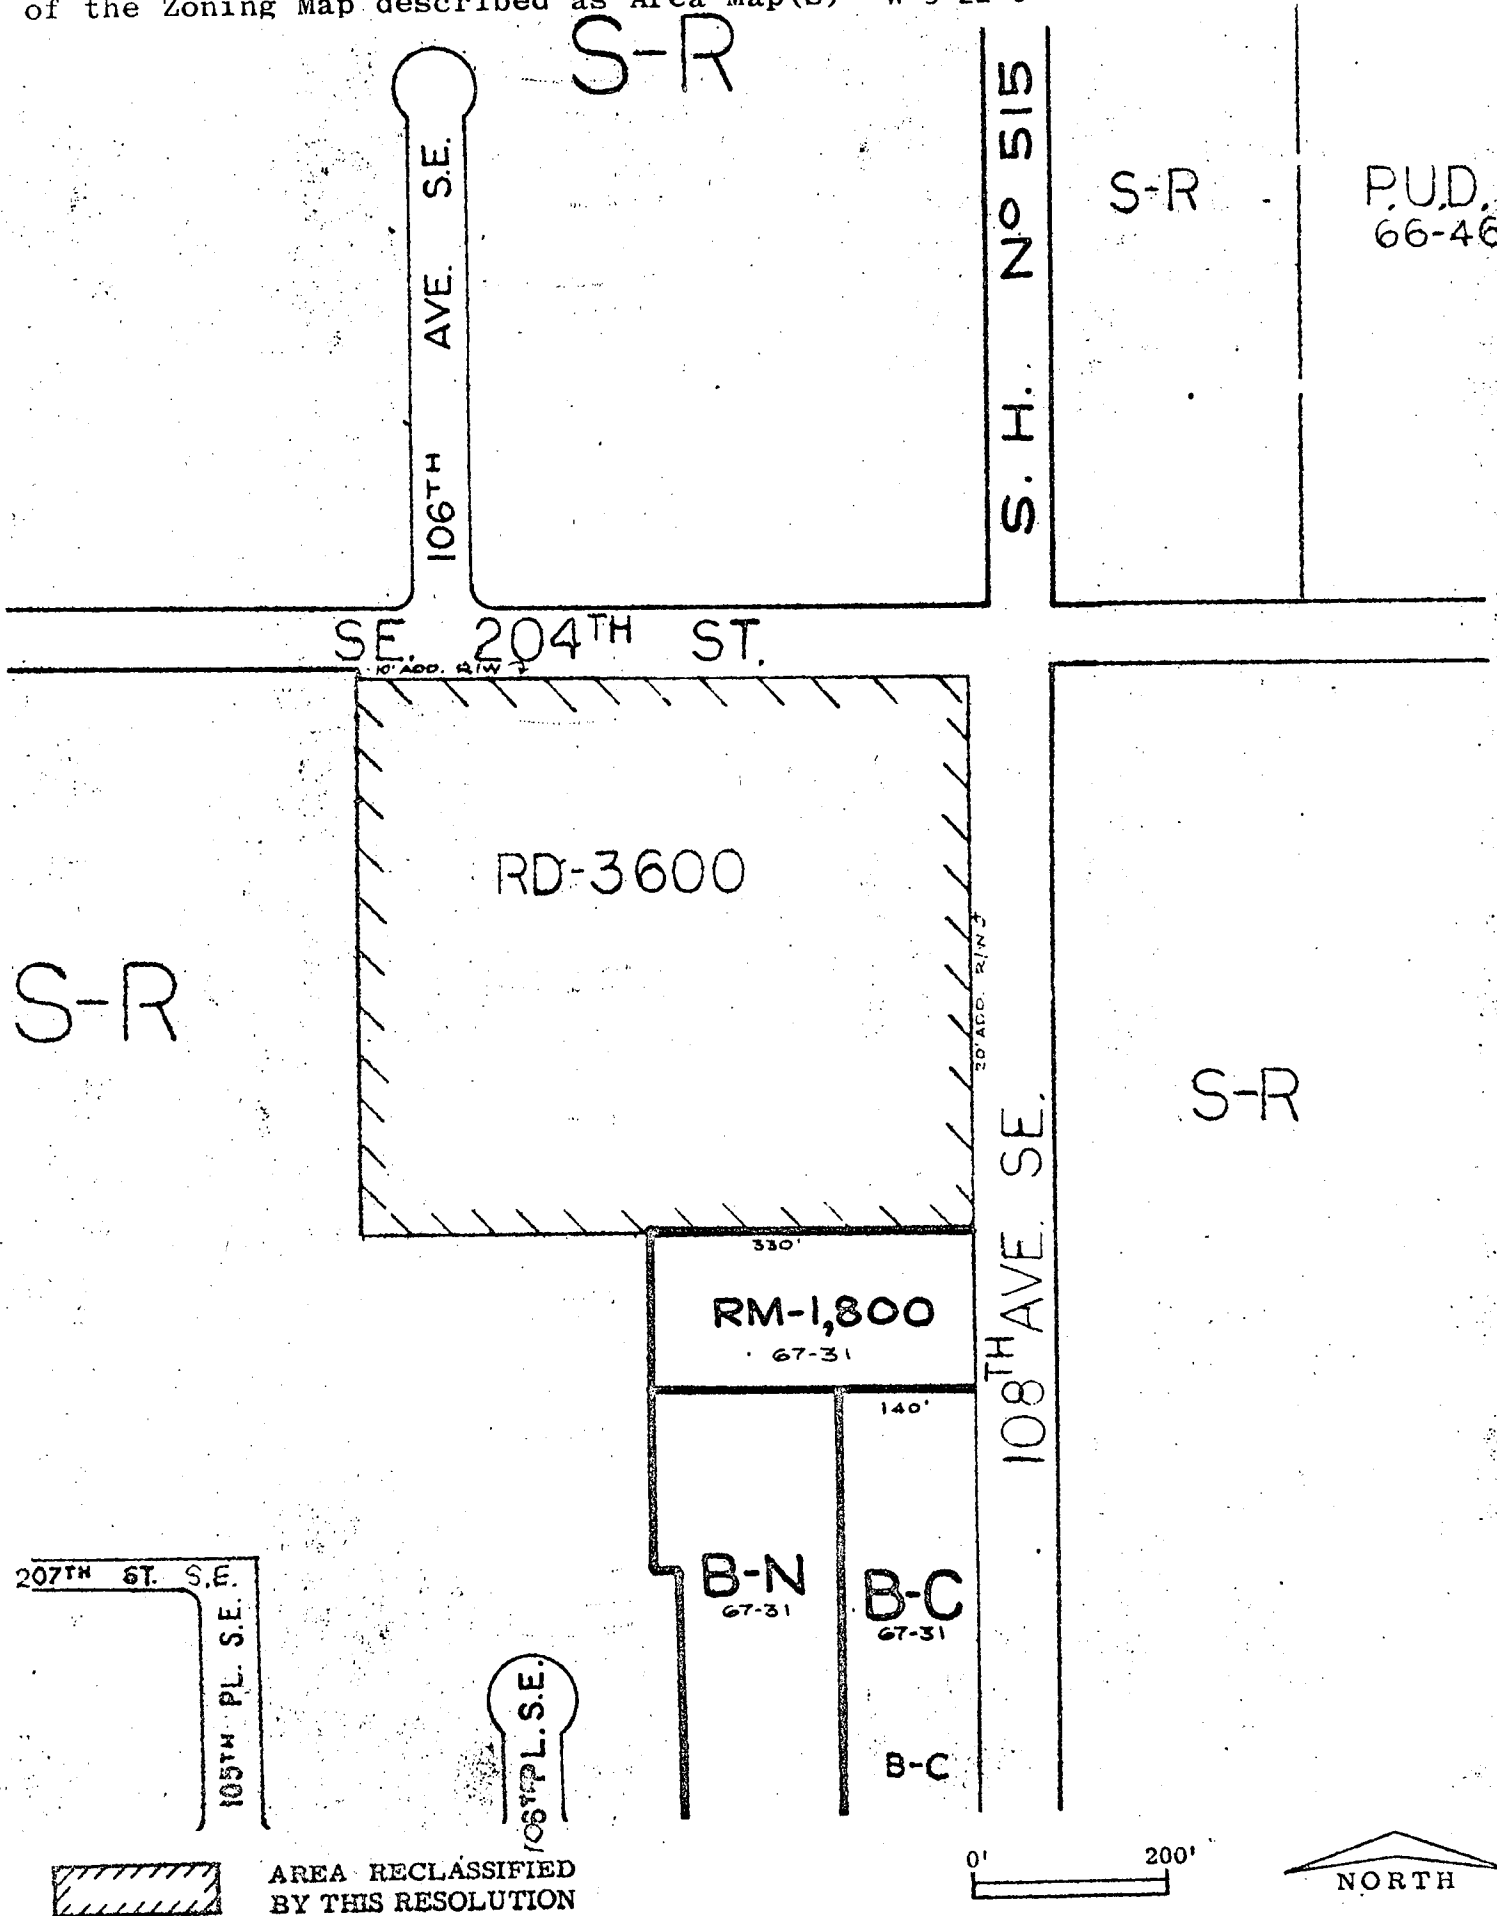 of the Zoning Map described as Area Map(s)
S-R
106TH AVE. S.E.
S. H. No 515
S-R
P.U.D.
66-46
SE. 204TH ST.
10' ADD. R/W
RD-3600
20' ADD. R/W
S-R
S-R
108TH AVE. SE.
330'
RM-1,800
67-31
140'
B-N
67-31
B-C
67-31
B-C
207TH ST. S.E.
105TH PL. S.E.
106TH PL. S.E.
AREA RECLASSIFIED
BY THIS RESOLUTION
0' 200'
NORTH